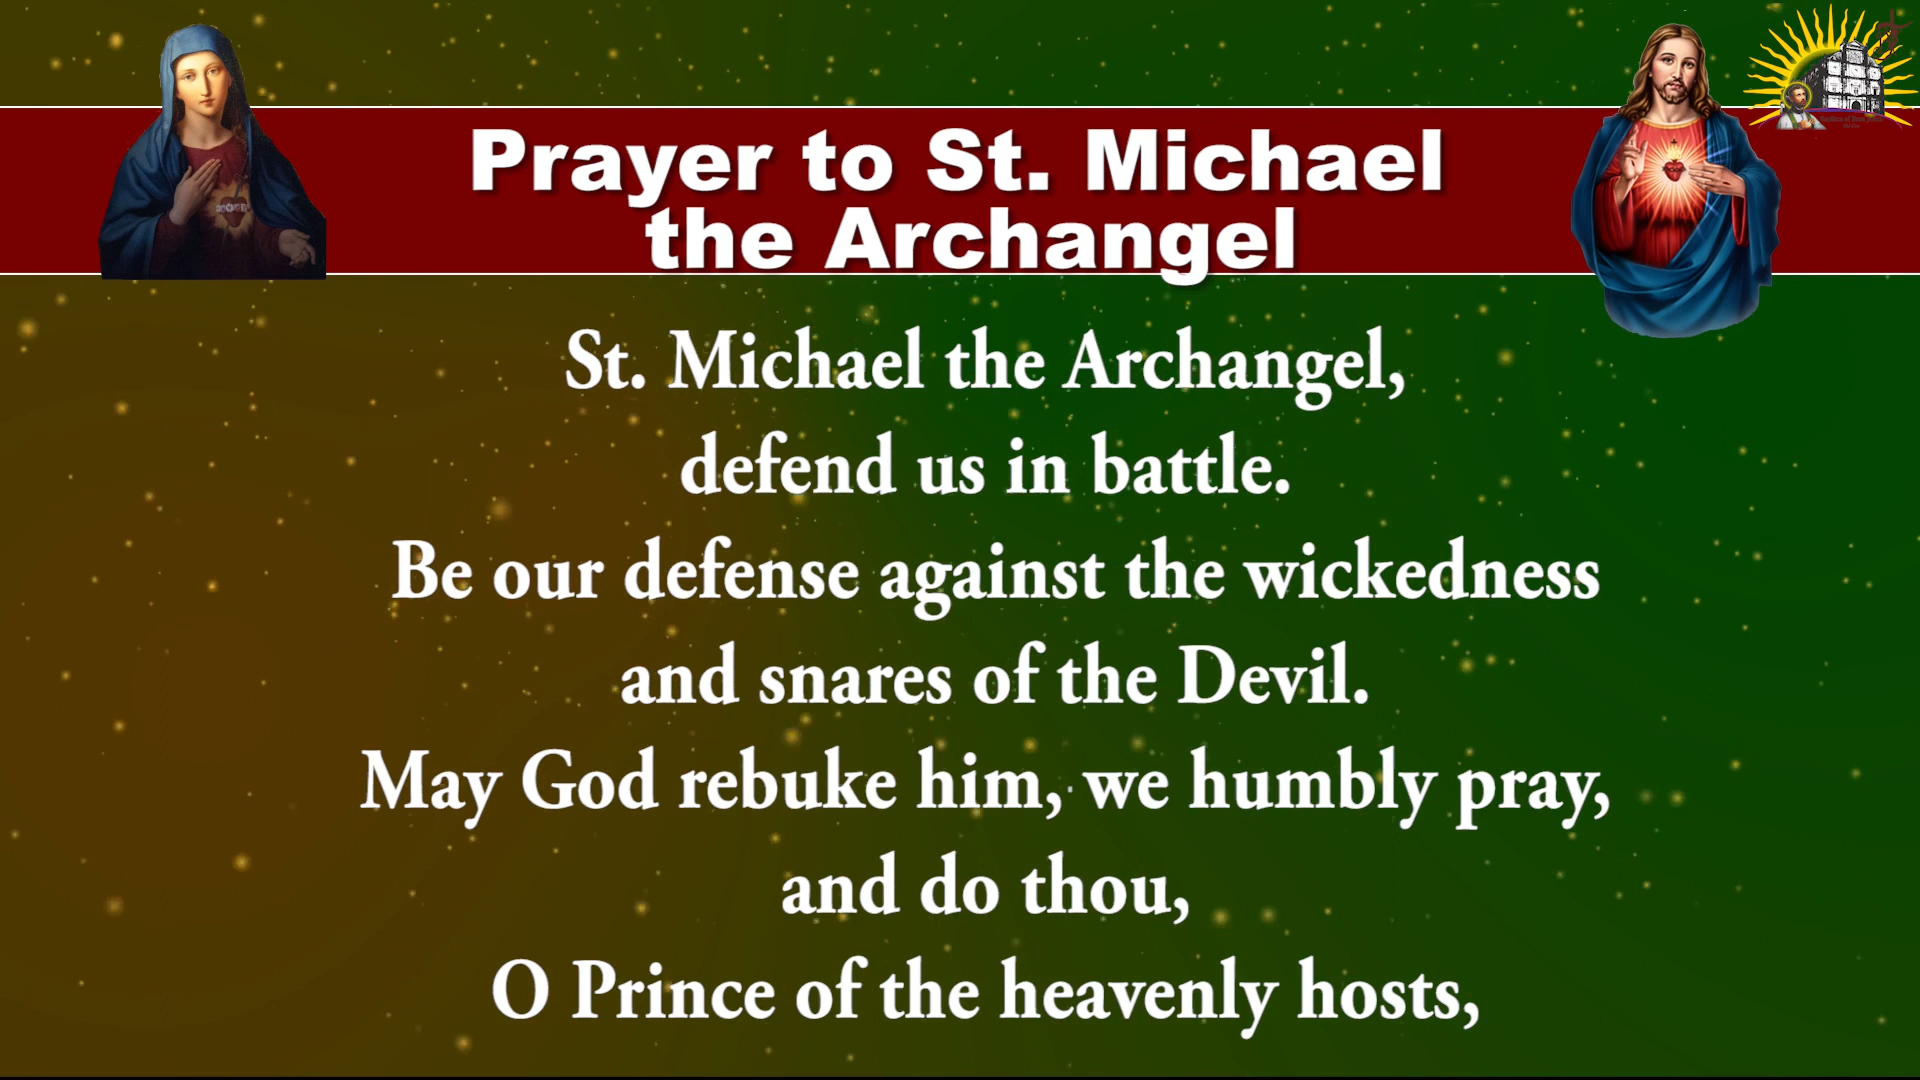 Prayer to St. Michael
the Archangel
St. Michael the Archangel,
defend us in battle.
Be our defense against the wickedness
and snares of the Devil.
May God rebuke him, we humbly pray,
and do thou,
O Prince of the heavenly hosts,